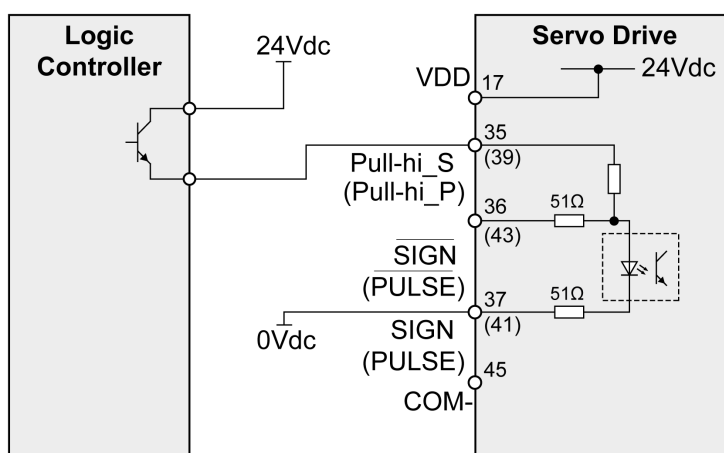 Logic
Controller
Servo Drive
24Vdc
24Vdc
VDD
17
35
(39)
Pull-hi_S
(Pull-hi_P)
36
(43)
51Ω
SIGN
(PULSE)
37
(41)
51Ω
0Vdc
SIGN
(PULSE)
45
COM-